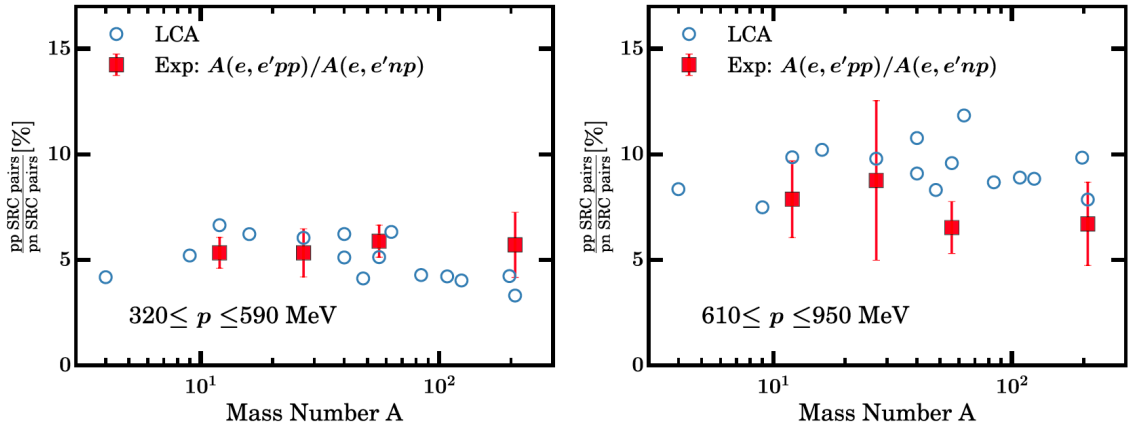 15
10
5
0
pp SRC pairs
pn SRC pairs
[%]
LCA
Exp: A(e, e′pp)/A(e, e′np)
320≤ p ≤590 MeV
10¹
10²
Mass Number A
15
10
5
0
pp SRC pairs
pn SRC pairs
[%]
LCA
Exp: A(e, e′pp)/A(e, e′np)
610≤ p ≤950 MeV
10¹
10²
Mass Number A